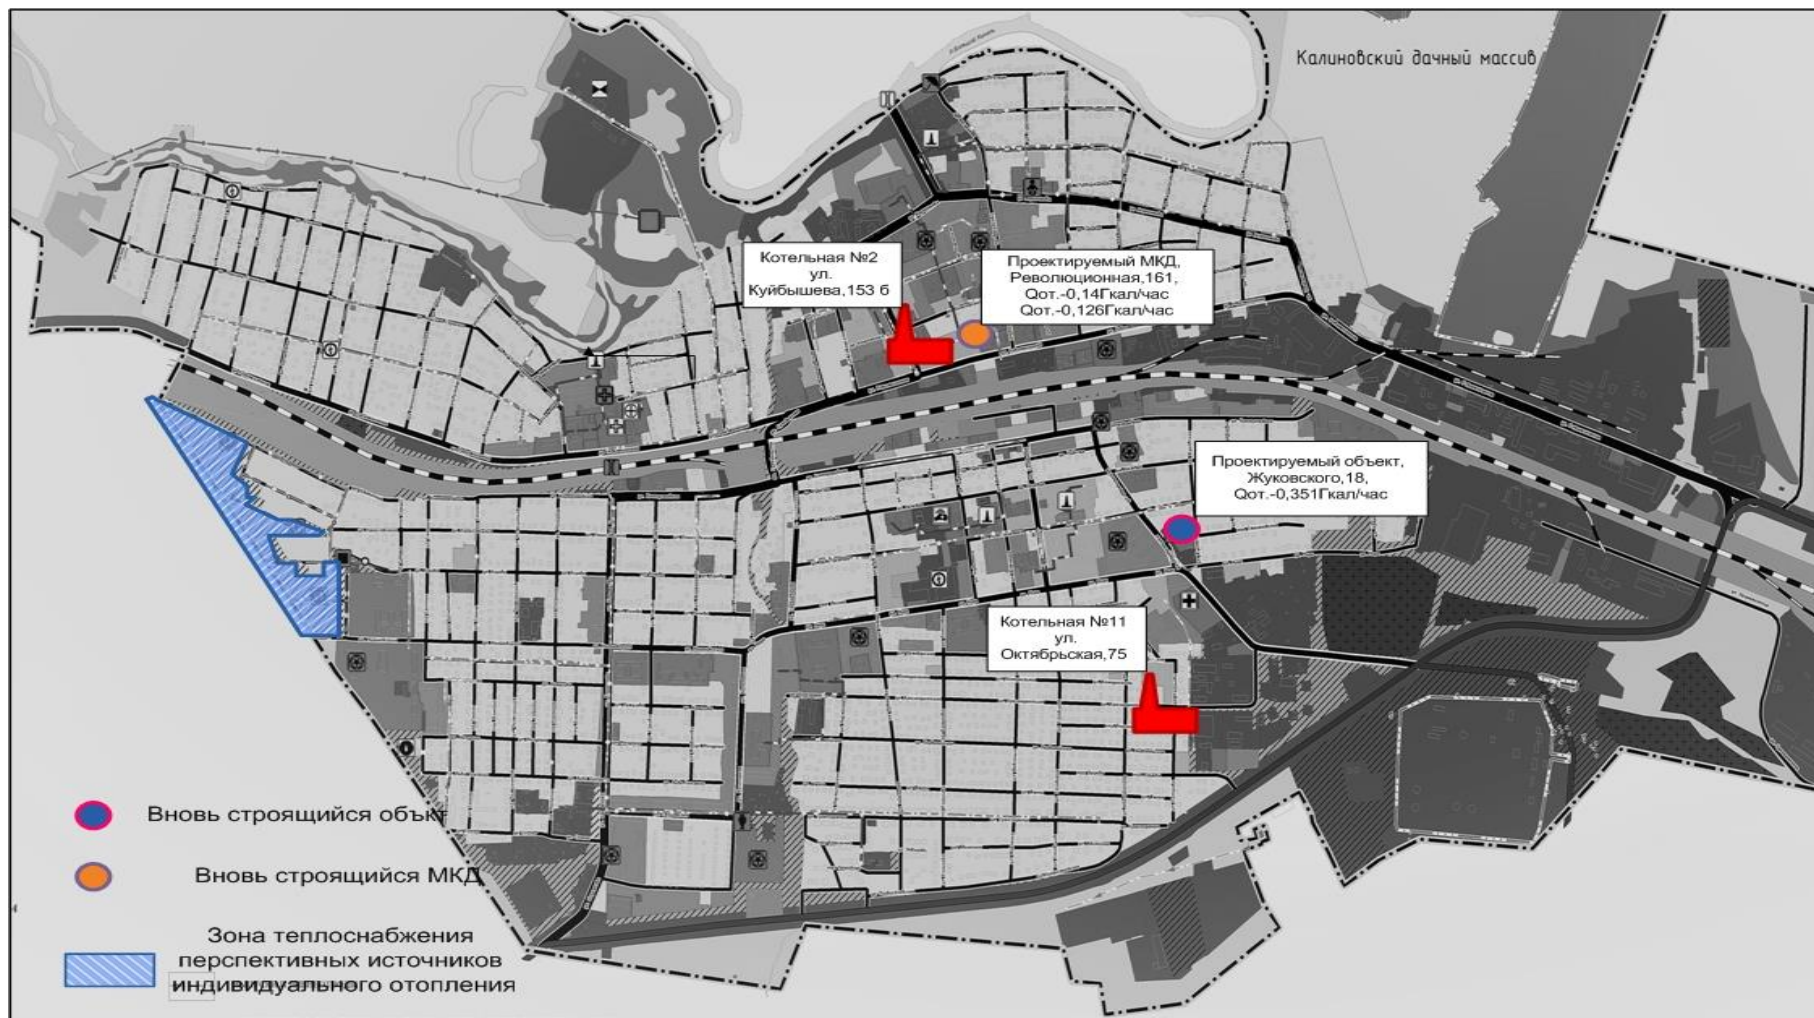 Калиновский дачный массив
Котельная №2
ул.
Куйбышева,153 б
Проектируемый МКД,
Революционная,161,
Qот.-0,14Гкал/час
Qот.-0,126Гкал/час
Проектируемый объект,
Жуковского,18,
Qот.-0,351Гкал/час
Котельная №11
ул.
Октябрьская,75
Вновь строящийся объкт
Вновь строящийся МКД
Зона теплоснабжения
перспективных источников
индивидуального отопления